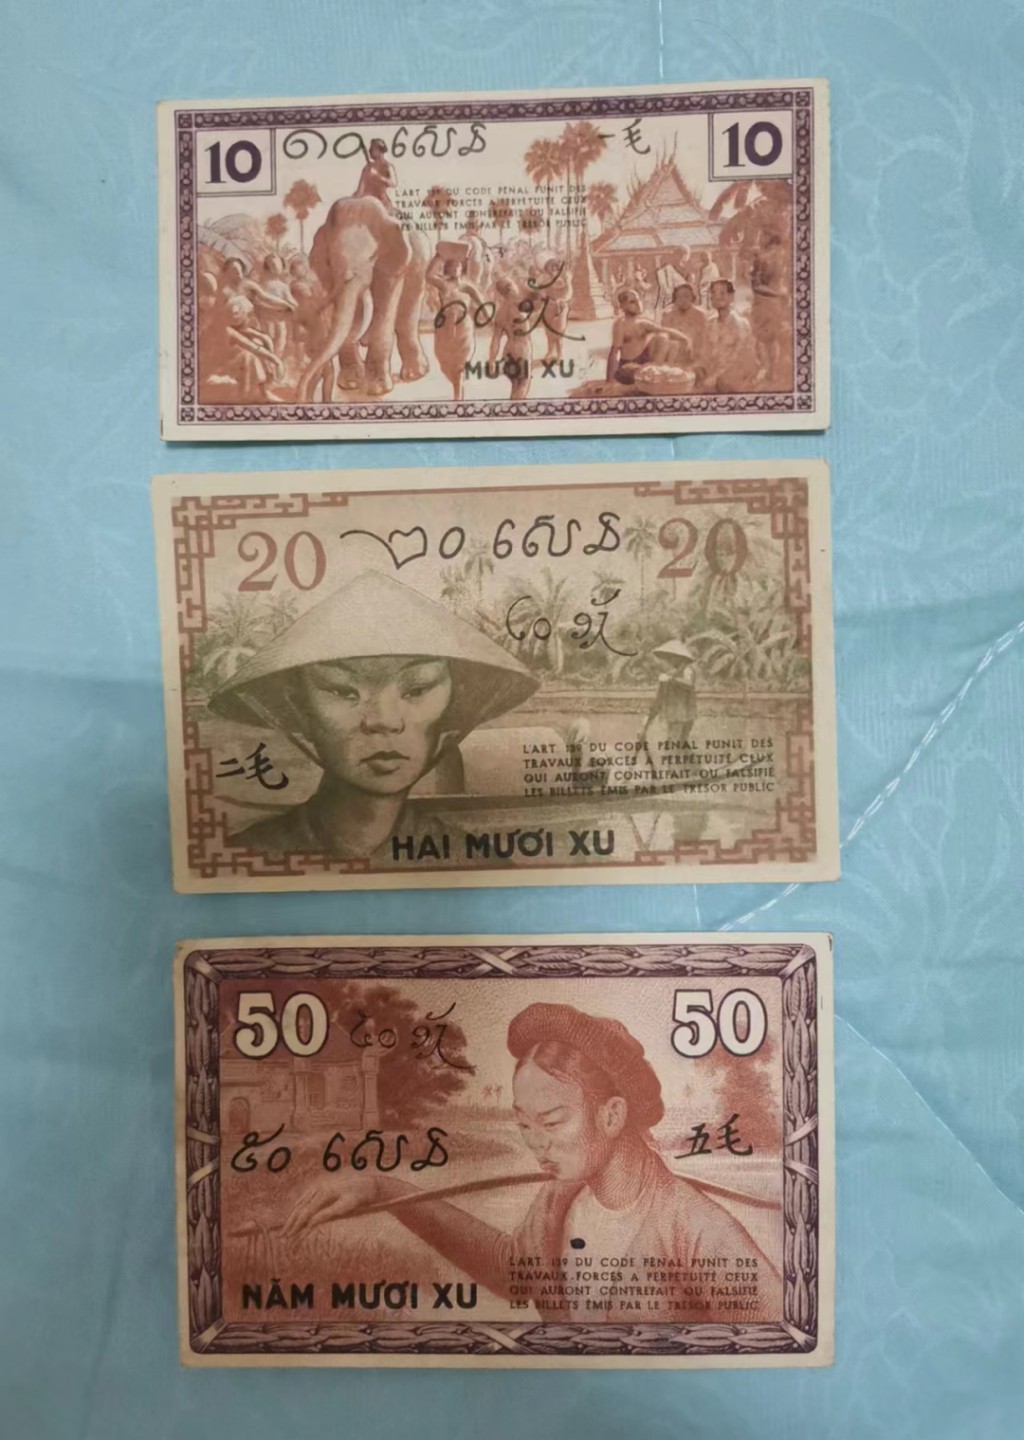 10
១០ សេន
一毛
10
L'ART 139 DU CODE PÉNAL PUNIT DES
TRAVAUX FORCÉS A PERPÉTUITÉ CEUX
QUI AURONT CONTREFAIT OU FALSIFIÉ
LES BILLETS ÉMIS PAR LE TRÉSOR PUBLIC
MƯỜI XU
20
២០ សេន
20
二毛
L'ART 139 DU CODE PÉNAL PUNIT DES
TRAVAUX FORCÉS A PERPÉTUITÉ CEUX
QUI AURONT CONTREFAIT OU FALSIFIÉ
LES BILLETS ÉMIS PAR LE TRÉSOR PUBLIC
HAI MƯƠI XU
50
50
៥០ សេន
五毛
L'ART. 139 DU CODE PÉNAL PUNIT DES
TRAVAUX FORCÉS A PERPÉTUITÉ CEUX
QUI AURONT CONTREFAIT OU FALSIFIÉ
LES BILLETS ÉMIS PAR LE TRÉSOR PUBLIC
NĂM MƯƠI XU